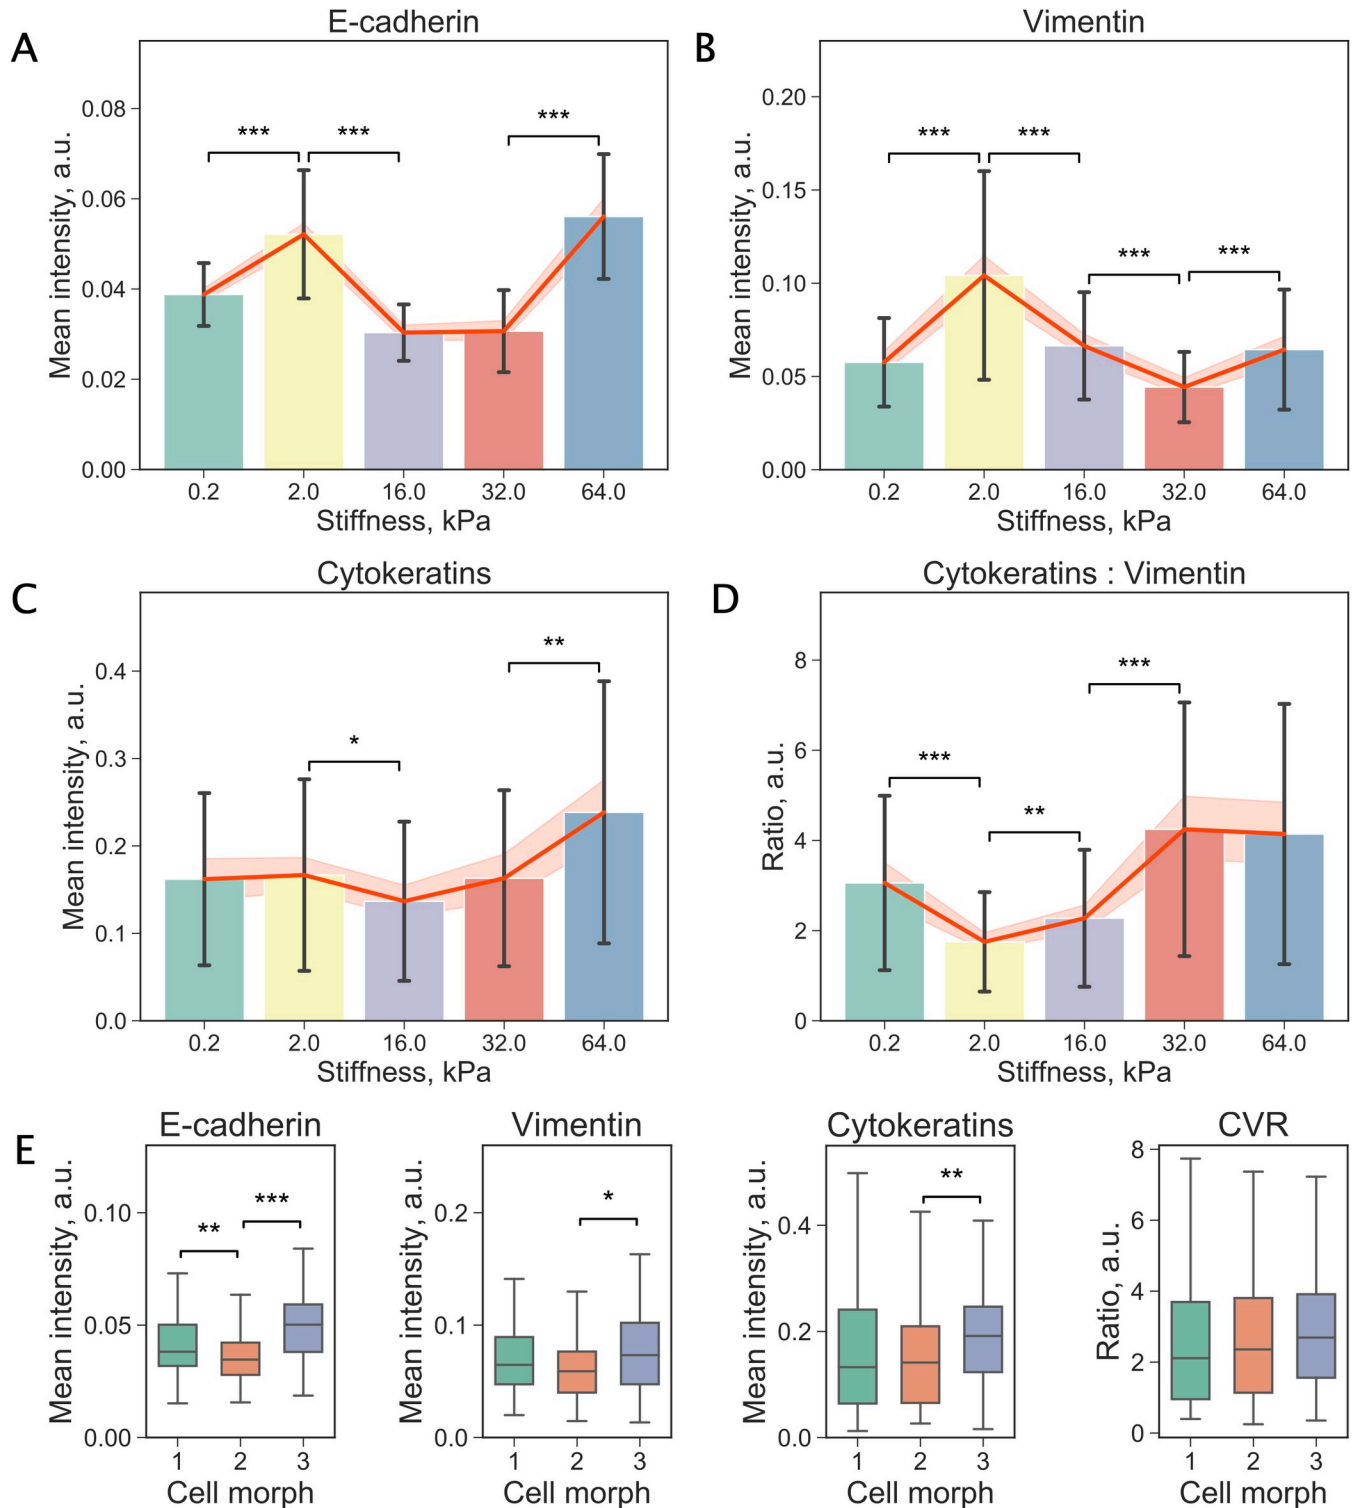 A
E-cadherin
Mean intensity, a.u.
0.08
0.06
0.04
0.02
0.00
*** *** ***
0.2 2.0 16.0 32.0 64.0
Stiffness, kPa
B
Vimentin
Mean intensity, a.u.
0.20
0.15
0.10
0.05
0.00
*** *** *** ***
0.2 2.0 16.0 32.0 64.0
Stiffness, kPa
C
Cytokeratins
Mean intensity, a.u.
0.4
0.3
0.2
0.1
0.0
* **
0.2 2.0 16.0 32.0 64.0
Stiffness, kPa
D
Cytokeratins : Vimentin
Ratio, a.u.
8
6
4
2
0
*** ** ***
0.2 2.0 16.0 32.0 64.0
Stiffness, kPa
E
E-cadherin
Mean intensity, a.u.
0.10
0.05
0.00
** ***
1 2 3
Cell morph
Vimentin
Mean intensity, a.u.
0.2
0.1
0.0
*
1 2 3
Cell morph
Cytokeratins
Mean intensity, a.u.
0.4
0.2
0.0
**
1 2 3
Cell morph
CVR
Ratio, a.u.
8
6
4
2
0
1 2 3
Cell morph